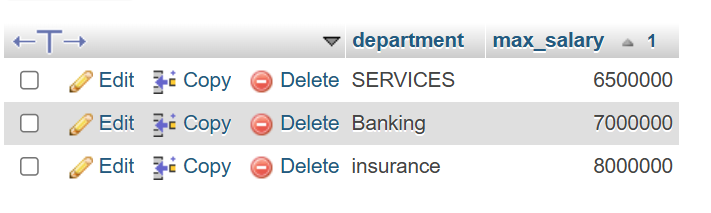 department max_salary 1
Edit Copy Delete SERVICES 6500000
Edit Copy Delete Banking 7000000
Edit Copy Delete insurance 8000000